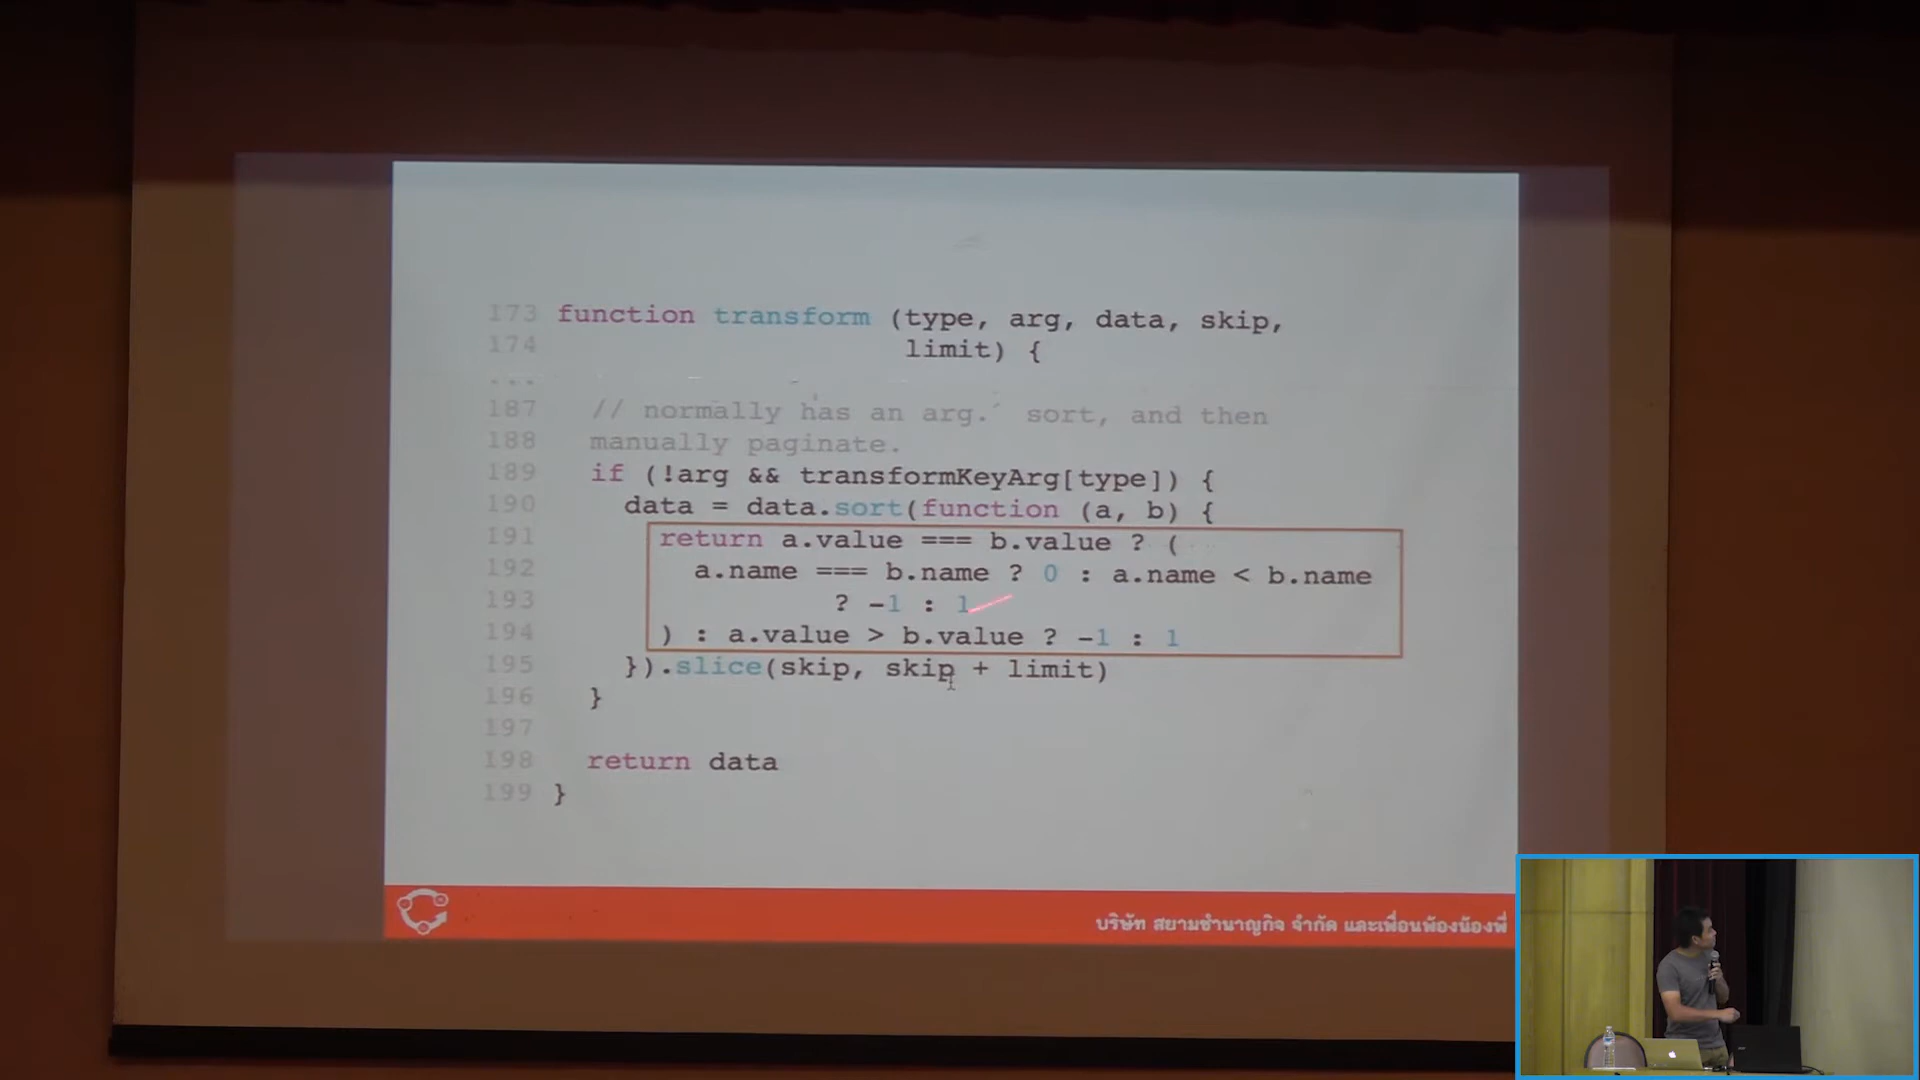 173 function transform (type, arg, data, skip,
174 limit) {
...
187 // normally has an arg. sort, and then
188 manually paginate.
189 if (!arg && transformKeyArg[type]) {
190 data = data.sort(function (a, b) {
191 return a.value === b.value ? (
192 a.name === b.name ? 0 : a.name < b.name
193 ? -1 : 1
194 ) : a.value > b.value ? -1 : 1
195 }).slice(skip, skip + limit)
196 }
197
198 return data
199 }
บริษัท สยามชำนาญกิจ จำกัด และเพื่อนพ้องน้องพี่